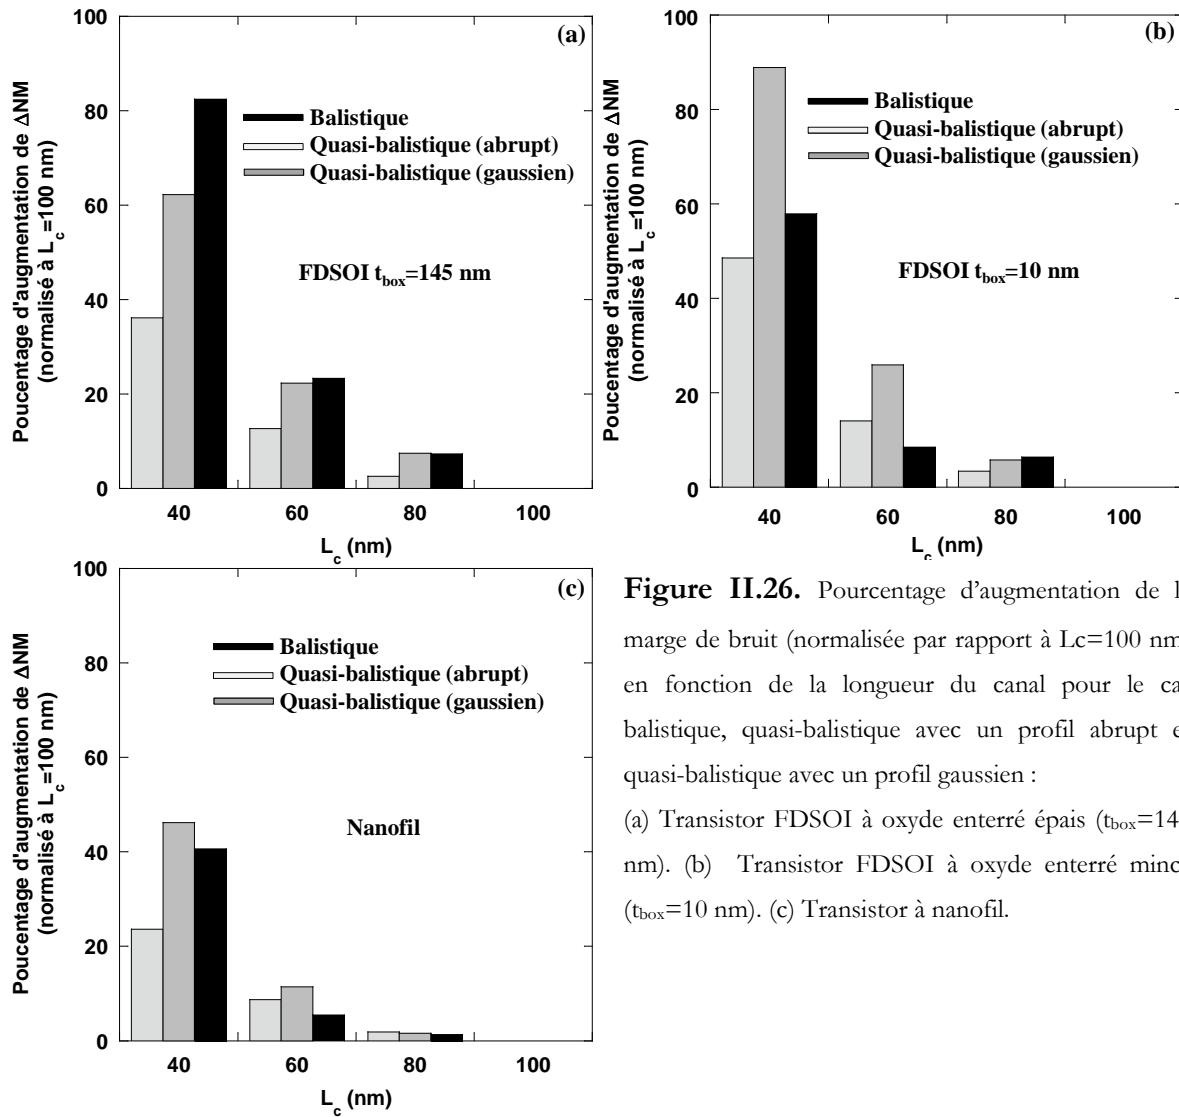 100
80
60
40
20
0
Poucentage d'augmentation de ΔNM
(normalisé à L_c=100 nm)
(a)
Balistique
Quasi-balistique (abrupt)
Quasi-balistique (gaussien)
FDSOI t_box=145 nm
40 60 80 100
L_c (nm)
100
80
60
40
20
0
Poucentage d'augmentation de ΔNM
(normalisé à L_c=100 nm)
(b)
Balistique
Quasi-balistique (abrupt)
Quasi-balistique (gaussien)
FDSOI t_box=10 nm
40 60 80 100
L_c (nm)
100
80
60
40
20
0
Poucentage d'augmentation de ΔNM
(normalisé à L_c=100 nm)
(c)
Balistique
Quasi-balistique (abrupt)
Quasi-balistique (gaussien)
Nanofil
40 60 80 100
L_c (nm)
Figure II.26. Pourcentage d'augmentation de l
marge de bruit (normalisée par rapport à Lc=100 nm
en fonction de la longueur du canal pour le ca
balistique, quasi-balistique avec un profil abrupt e
quasi-balistique avec un profil gaussien :
(a) Transistor FDSOI à oxyde enterré épais (t_box=14
nm). (b) Transistor FDSOI à oxyde enterré minc
(t_box=10 nm). (c) Transistor à nanofil.